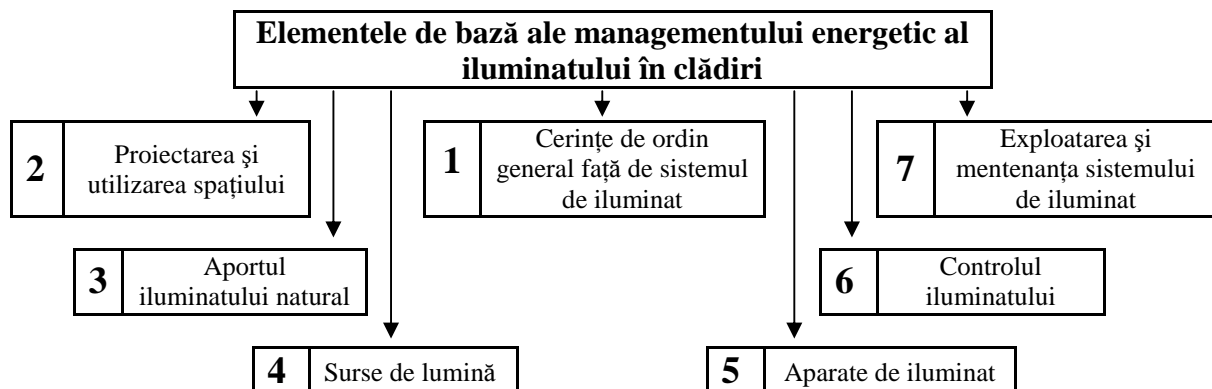 Elementele de bază ale managementului energetic al
iluminatului în clădiri
2
Proiectarea şi
utilizarea spațiului
1
Cerințe de ordin
general față de sistemul
de iluminat
7
Exploatarea şi
mentenanța sistemului
de iluminat
3
Aportul
iluminatului natural
6
Controlul
iluminatului
4
Surse de lumină
5
Aparate de iluminat